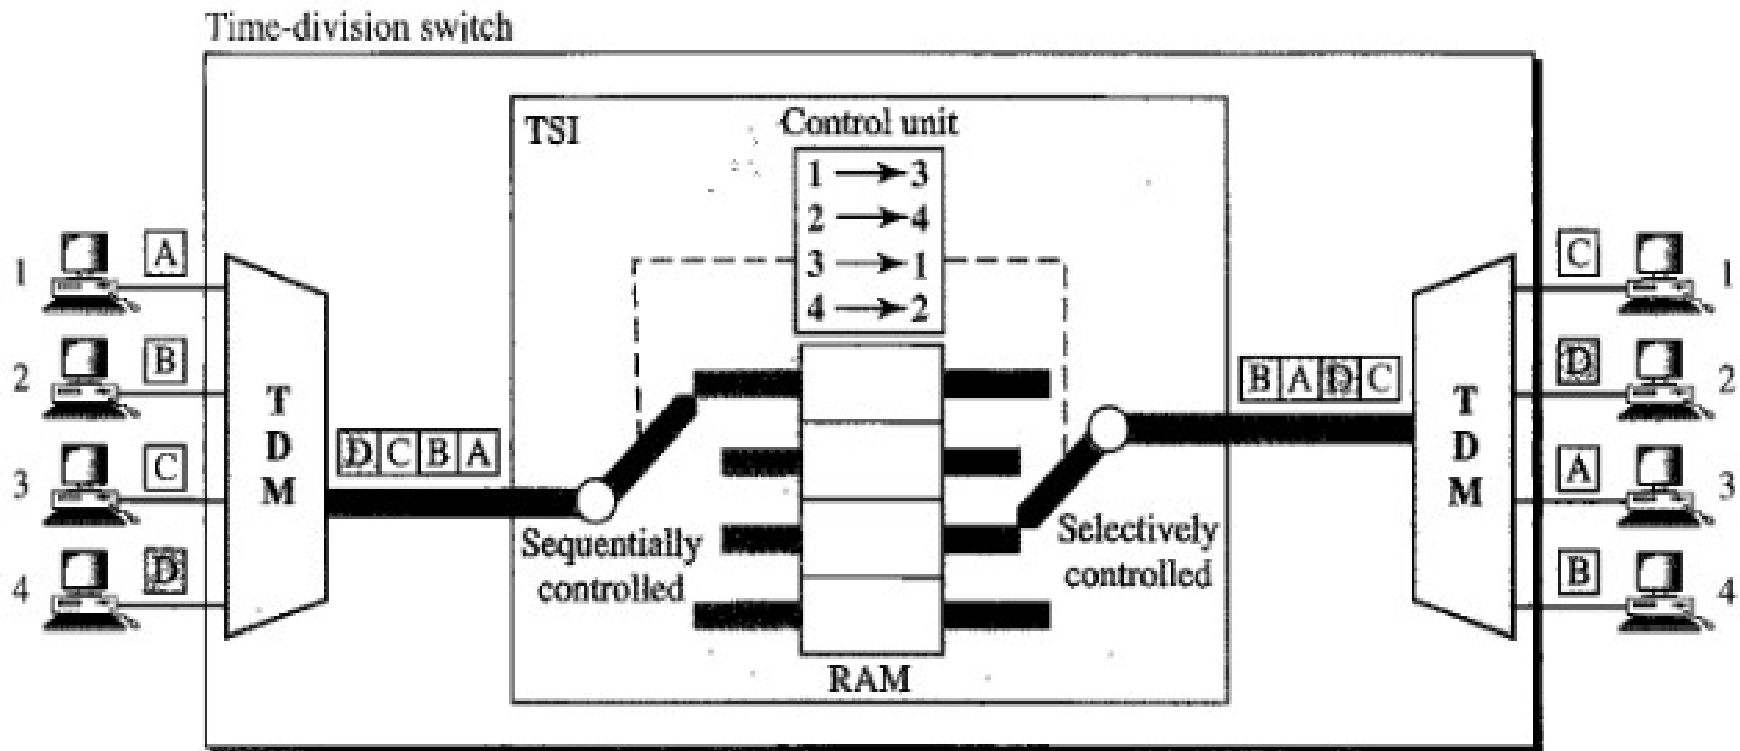 Time-division switch
TSI
Control unit
1 → 3
2 → 4
3 → 1
4 → 2
1
A
2
B
3
C
4
D
T
D
M
D C B A
Sequentially
controlled
RAM
Selectively
controlled
B A D C
T
D
M
C
1
D
2
A
3
B
4